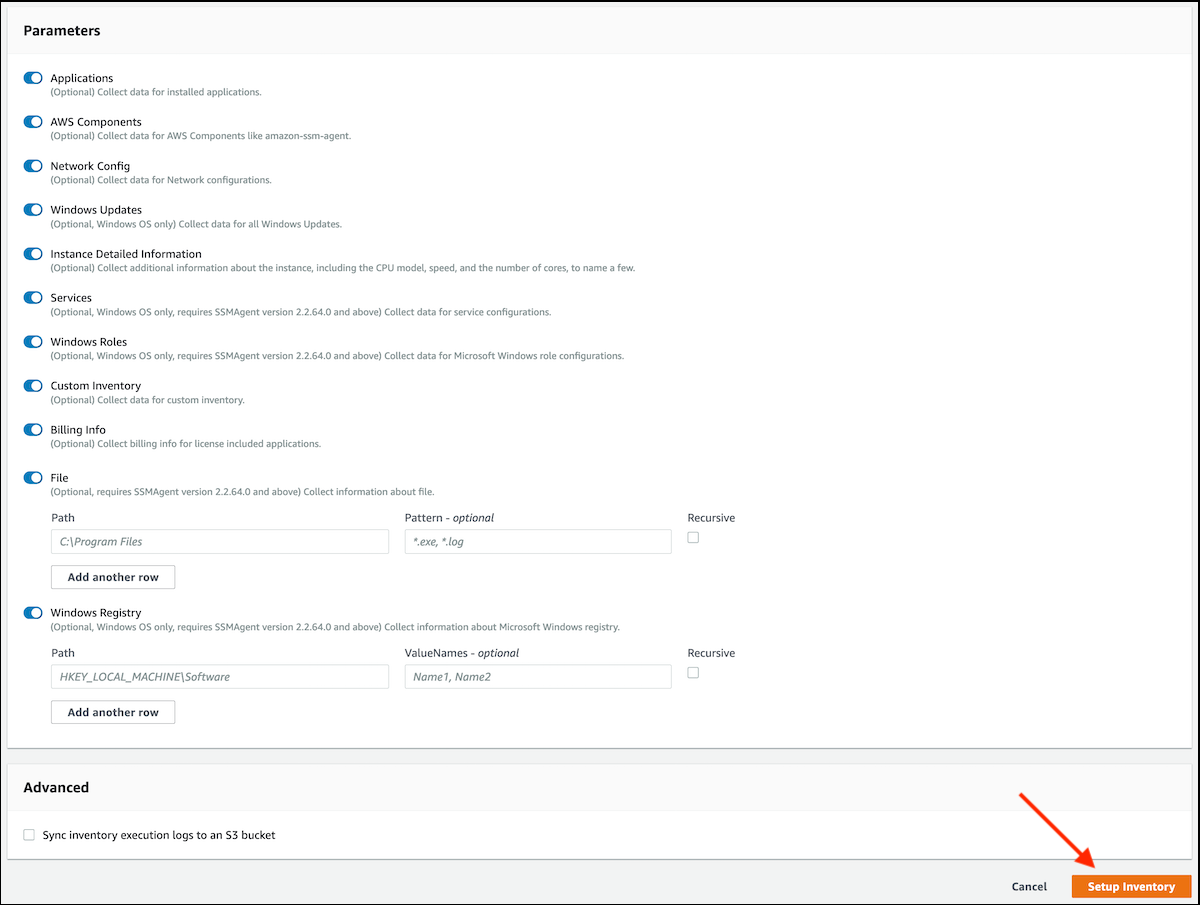 Parameters
Applications
(Optional) Collect data for installed applications.
AWS Components
(Optional) Collect data for AWS Components like amazon-ssm-agent.
Network Config
(Optional) Collect data for Network configurations.
Windows Updates
(Optional, Windows OS only) Collect data for all Windows Updates.
Instance Detailed Information
(Optional) Collect additional information about the instance, including the CPU model, speed, and the number of cores, to name a few.
Services
(Optional, Windows OS only, requires SSMAgent version 2.2.64.0 and above) Collect data for service configurations.
Windows Roles
(Optional, Windows OS only, requires SSMAgent version 2.2.64.0 and above) Collect data for Microsoft Windows role configurations.
Custom Inventory
(Optional) Collect data for custom inventory.
Billing Info
(Optional) Collect billing info for license included applications.
File
(Optional, requires SSMAgent version 2.2.64.0 and above) Collect information about file.
Path Pattern - optional Recursive
C:\Program Files *.exe, *.log
Add another row
Windows Registry
(Optional, Windows OS only, requires SSMAgent version 2.2.64.0 and above) Collect information about Microsoft Windows registry.
Path ValueNames - optional Recursive
HKEY_LOCAL_MACHINE\Software Name1, Name2
Add another row
Advanced
Sync inventory execution logs to an S3 bucket
Cancel Setup Inventory